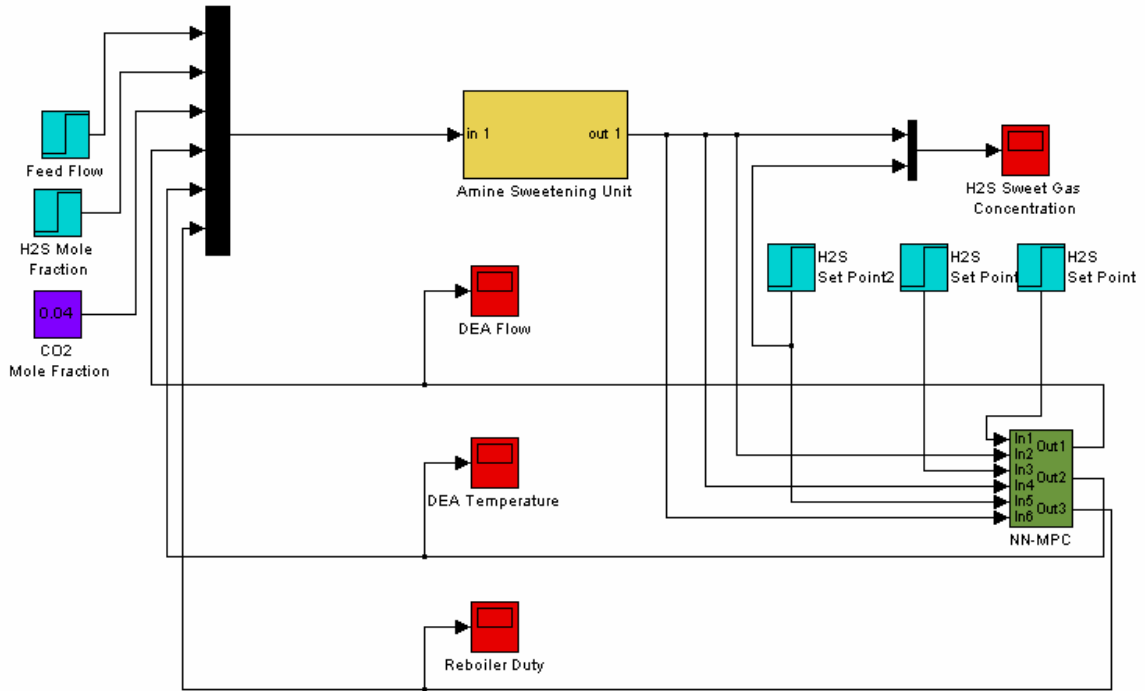 Feed Flow
H2S Mole
Fraction
0.04
CO2
Mole Fraction
in 1
out 1
Amine Sweetening Unit
H2S Sweet Gas
Concentration
H2S
Set Point2
H2S
Set Point
H2S
Set Point
DEA Flow
DEA Temperature
Reboiler Duty
In1
In2
In3
In4
In5
In6
Out1
Out2
Out3
NN-MPC